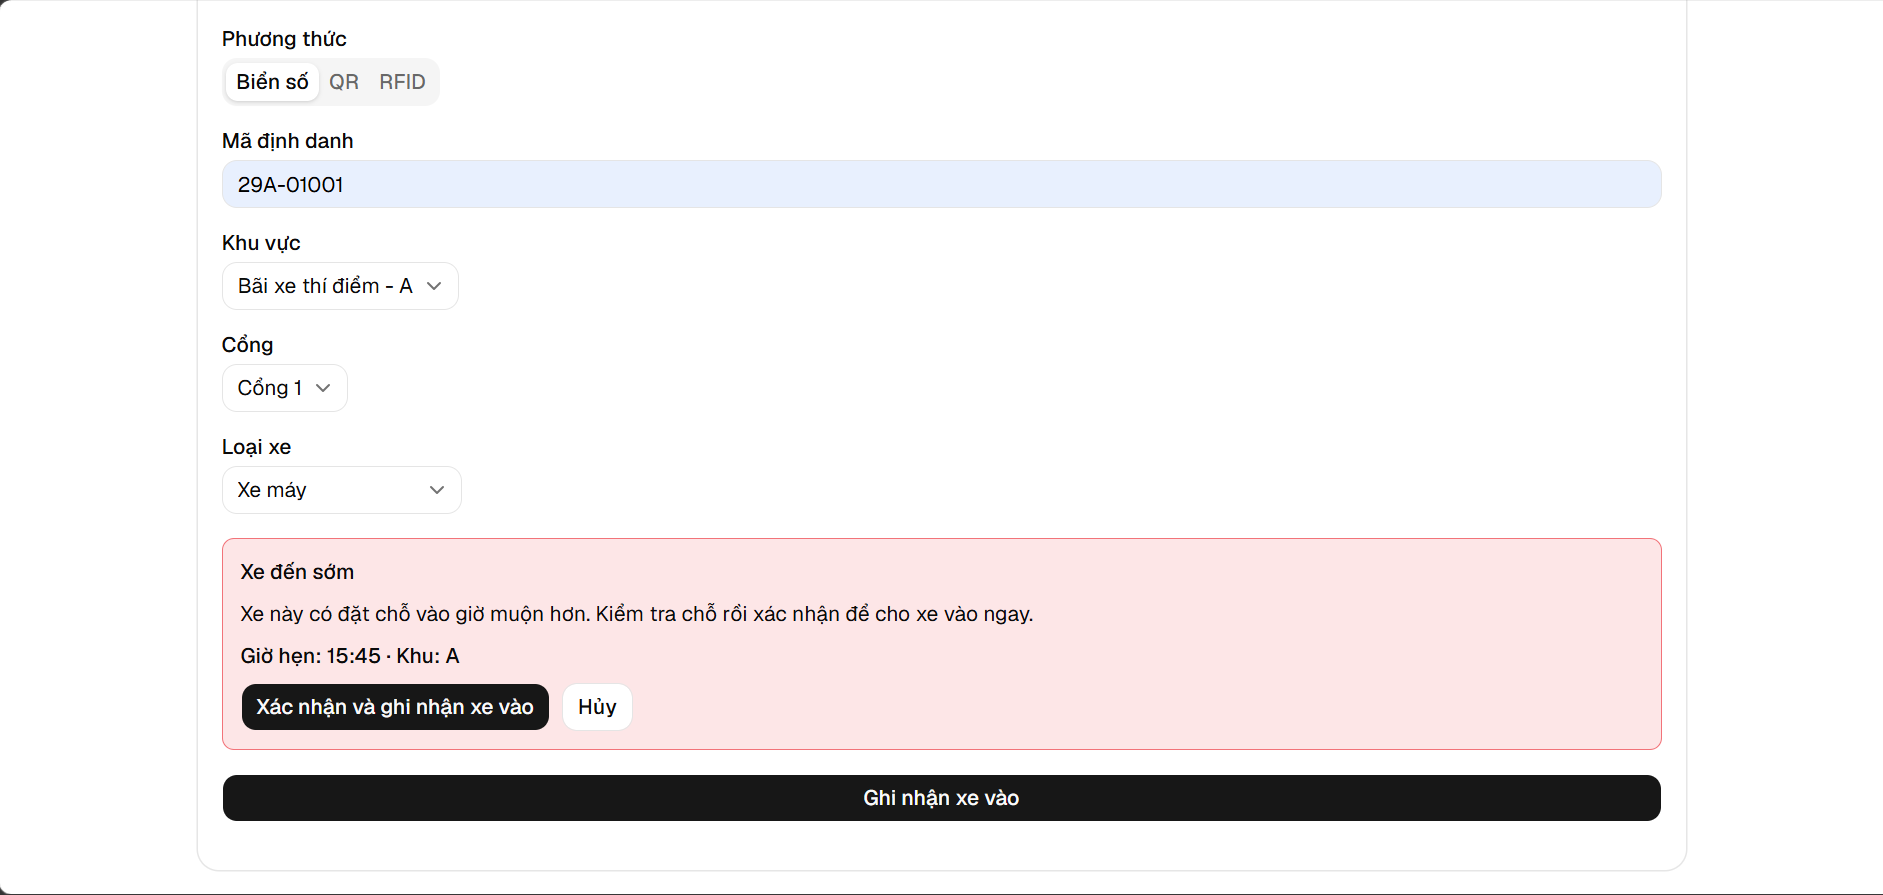 Phương thức
Biển số QR RFID
Mã định danh
29A-01001
Khu vực
Bãi xe thí điểm - A
Cổng
Cổng 1
Loại xe
Xe máy
Xe đến sớm
Xe này có đặt chỗ vào giờ muộn hơn. Kiểm tra chỗ rồi xác nhận để cho xe vào ngay.
Giờ hẹn: 15:45 · Khu: A
Xác nhận và ghi nhận xe vào Hủy
Ghi nhận xe vào